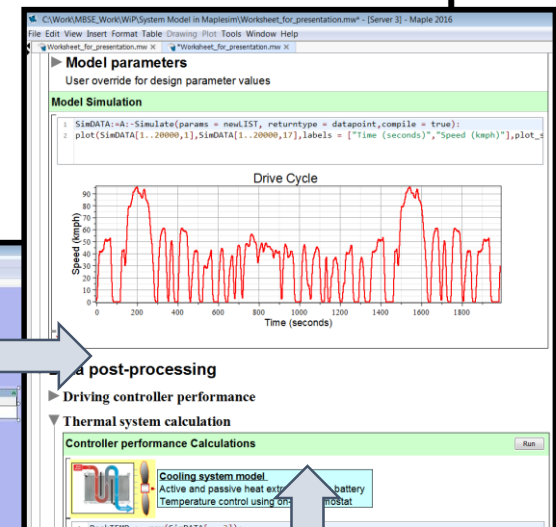 C:\Work\MBSE_Work\WiP\System Model in Maplesim\Worksheet_for_presentation.mw* - [Server 3] - Maple 2016
File Edit View Insert Format Table Drawing Plot Tools Window Help
Worksheet_for_presentation.mw × *Worksheet_for_presentation.mw ×
Model parameters
User override for design parameter values
Model Simulation
1 SimDATA:=A:-Simulate(params = newLIST, returntype = datapoint,compile = true):
2 plot(SimDATA[1..20000,1],SimDATA[1..20000,17],labels = ["Time (seconds)","Speed (kmph)"],plot_s
Drive Cycle
Speed (kmph)
90
80
70
60
50
40
30
20
10
0
0 200 400 600 800 1000 1200 1400 1600 1800
Time (seconds)
a post-processing
Driving controller performance
Thermal system calculation
Controller performance Calculations
Run
Cooling system model
Active and passive heat extr battery
Temperature control using on- mostat